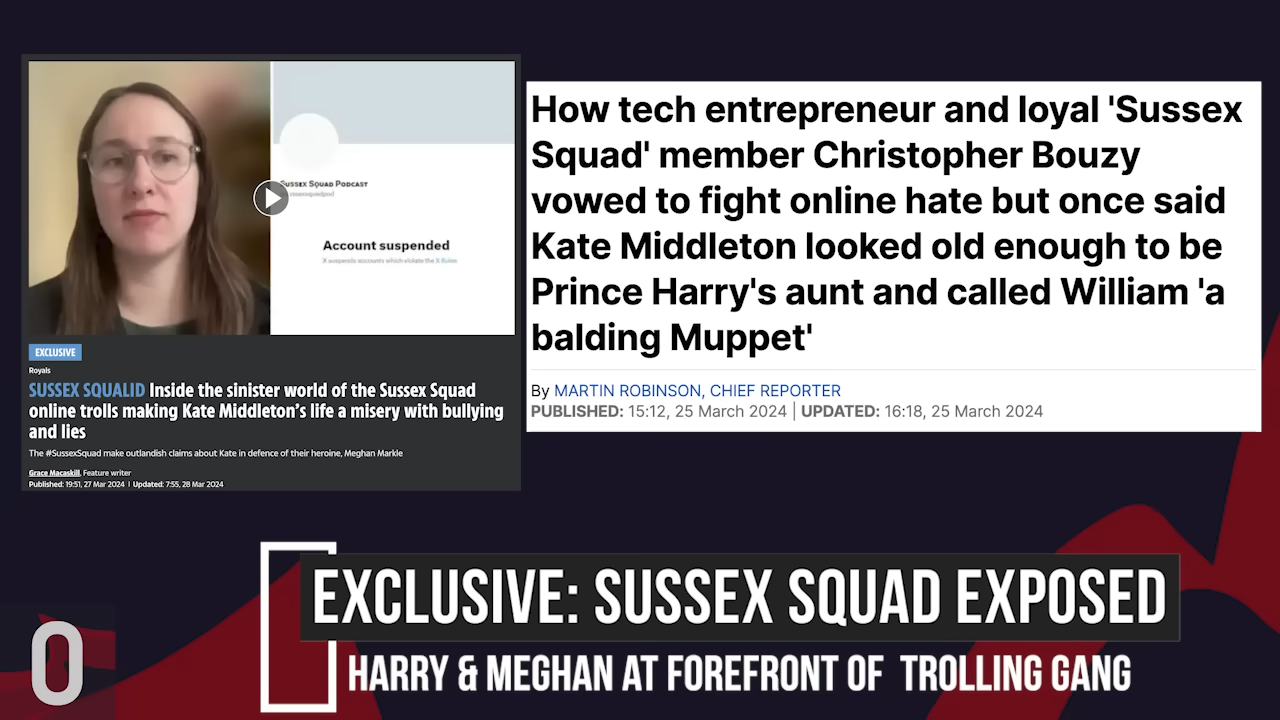 SUSSEX SQUAD PODCAST
Account suspended
X suspends accounts which violate the X Rules
EXCLUSIVE
Royals
SUSSEX SQUALID Inside the sinister world of the Sussex Squad
online trolls making Kate Middleton's life a misery with bullying
and lies
The #SussexSquad make outlandish claims about Kate in defence of their heroine, Meghan Markle
Grace Macaskill, Feature writer
Published: 19:51, 27 Mar 2024 | Updated: 7:55, 28 Mar 2024
How tech entrepreneur and loyal 'Sussex
Squad' member Christopher Bouzy
vowed to fight online hate but once said
Kate Middleton looked old enough to be
Prince Harry's aunt and called William 'a
balding Muppet'
By MARTIN ROBINSON, CHIEF REPORTER
PUBLISHED: 15:12, 25 March 2024 | UPDATED: 16:18, 25 March 2024
EXCLUSIVE: SUSSEX SQUAD EXPOSED
HARRY & MEGHAN AT FOREFRONT OF TROLLING GANG
O